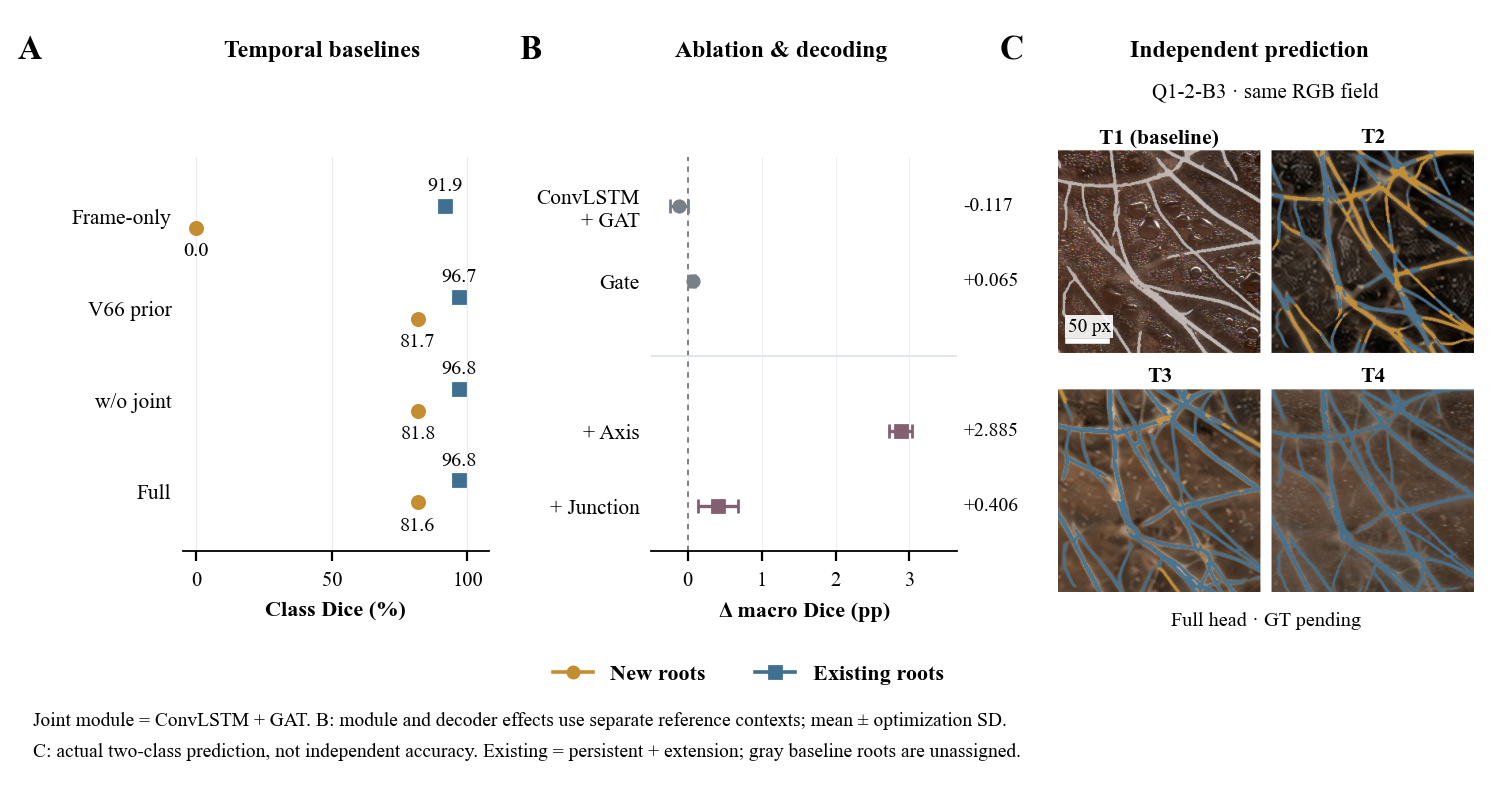 A
Temporal baselines
Frame-only
91.9
0.0
V66 prior
96.7
81.7
w/o joint
96.8
81.8
Full
96.8
81.6
0
50
100
Class Dice (%)
B
Ablation & decoding
ConvLSTM
+ GAT
-0.117
Gate
+0.065
+ Axis
+2.885
+ Junction
+0.406
0
1
2
3
Δ macro Dice (pp)
C
Independent prediction
Q1-2-B3 · same RGB field
T1 (baseline)
T2
50 px
T3
T4
Full head · GT pending
New roots
Existing roots
Joint module = ConvLSTM + GAT. B: module and decoder effects use separate reference contexts; mean ± optimization SD.
C: actual two-class prediction, not independent accuracy. Existing = persistent + extension; gray baseline roots are unassigned.